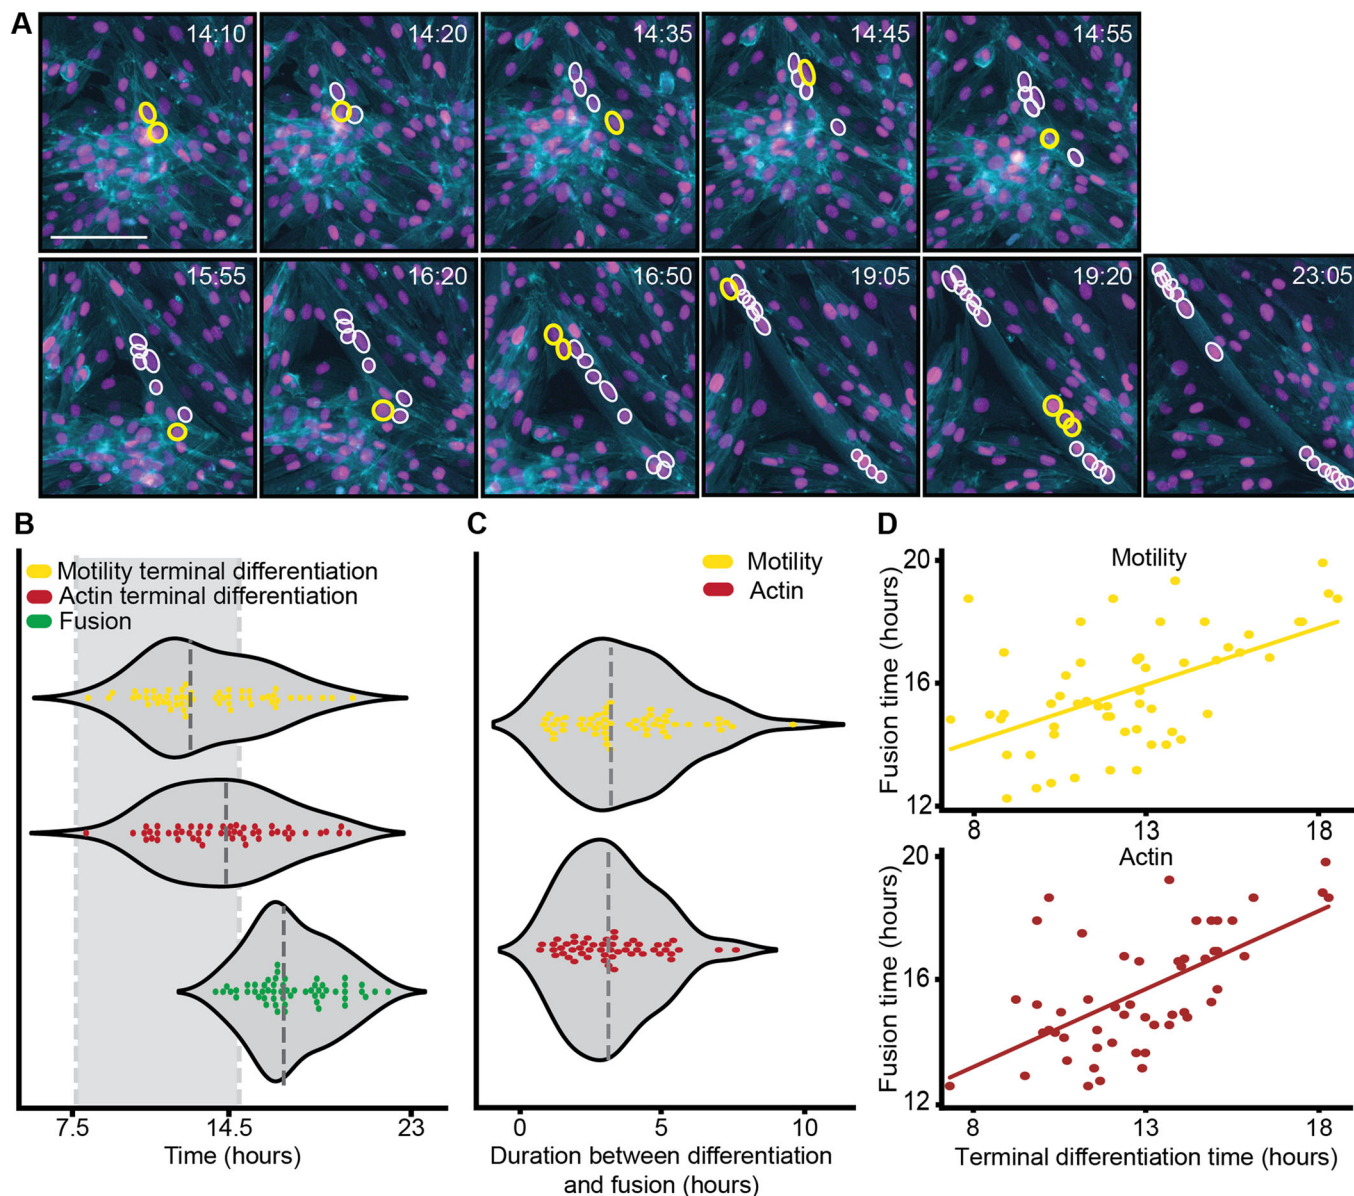 A
14:10
14:20
14:35
14:45
14:55
15:55
16:20
16:50
19:05
19:20
23:05
B
Motility terminal differentiation
Actin terminal differentiation
Fusion
7.5
14.5
23
Time (hours)
C
Motility
Actin
0
5
10
Duration between differentiation
and fusion (hours)
D
Motility
Fusion time (hours)
20
16
12
8
13
18
Actin
Fusion time (hours)
20
16
12
8
13
18
Terminal differentiation time (hours)